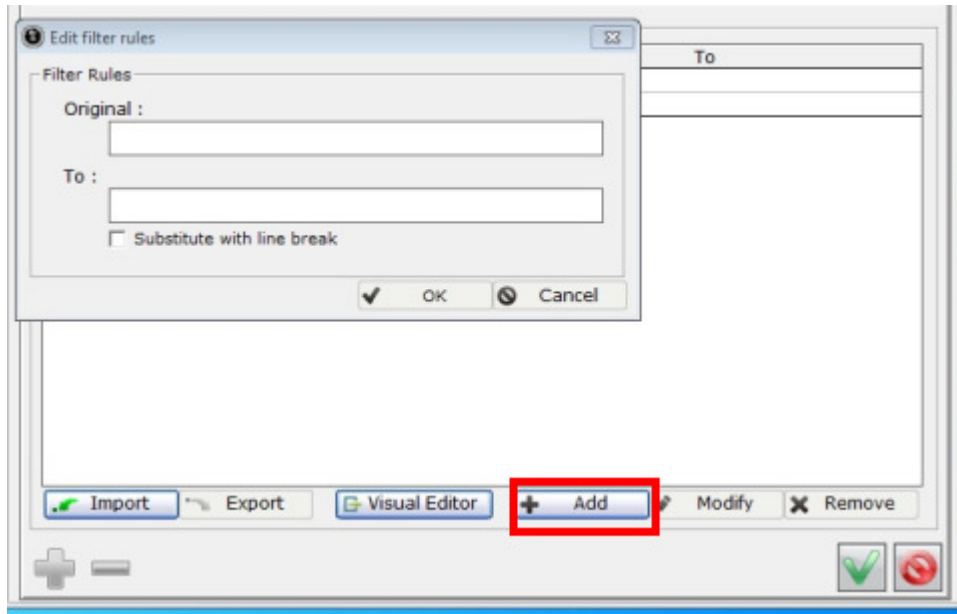 Edit filter rules
To
Filter Rules
Original :
To :
Substitute with line break
OK Cancel
Import Export Visual Editor Add Modify Remove